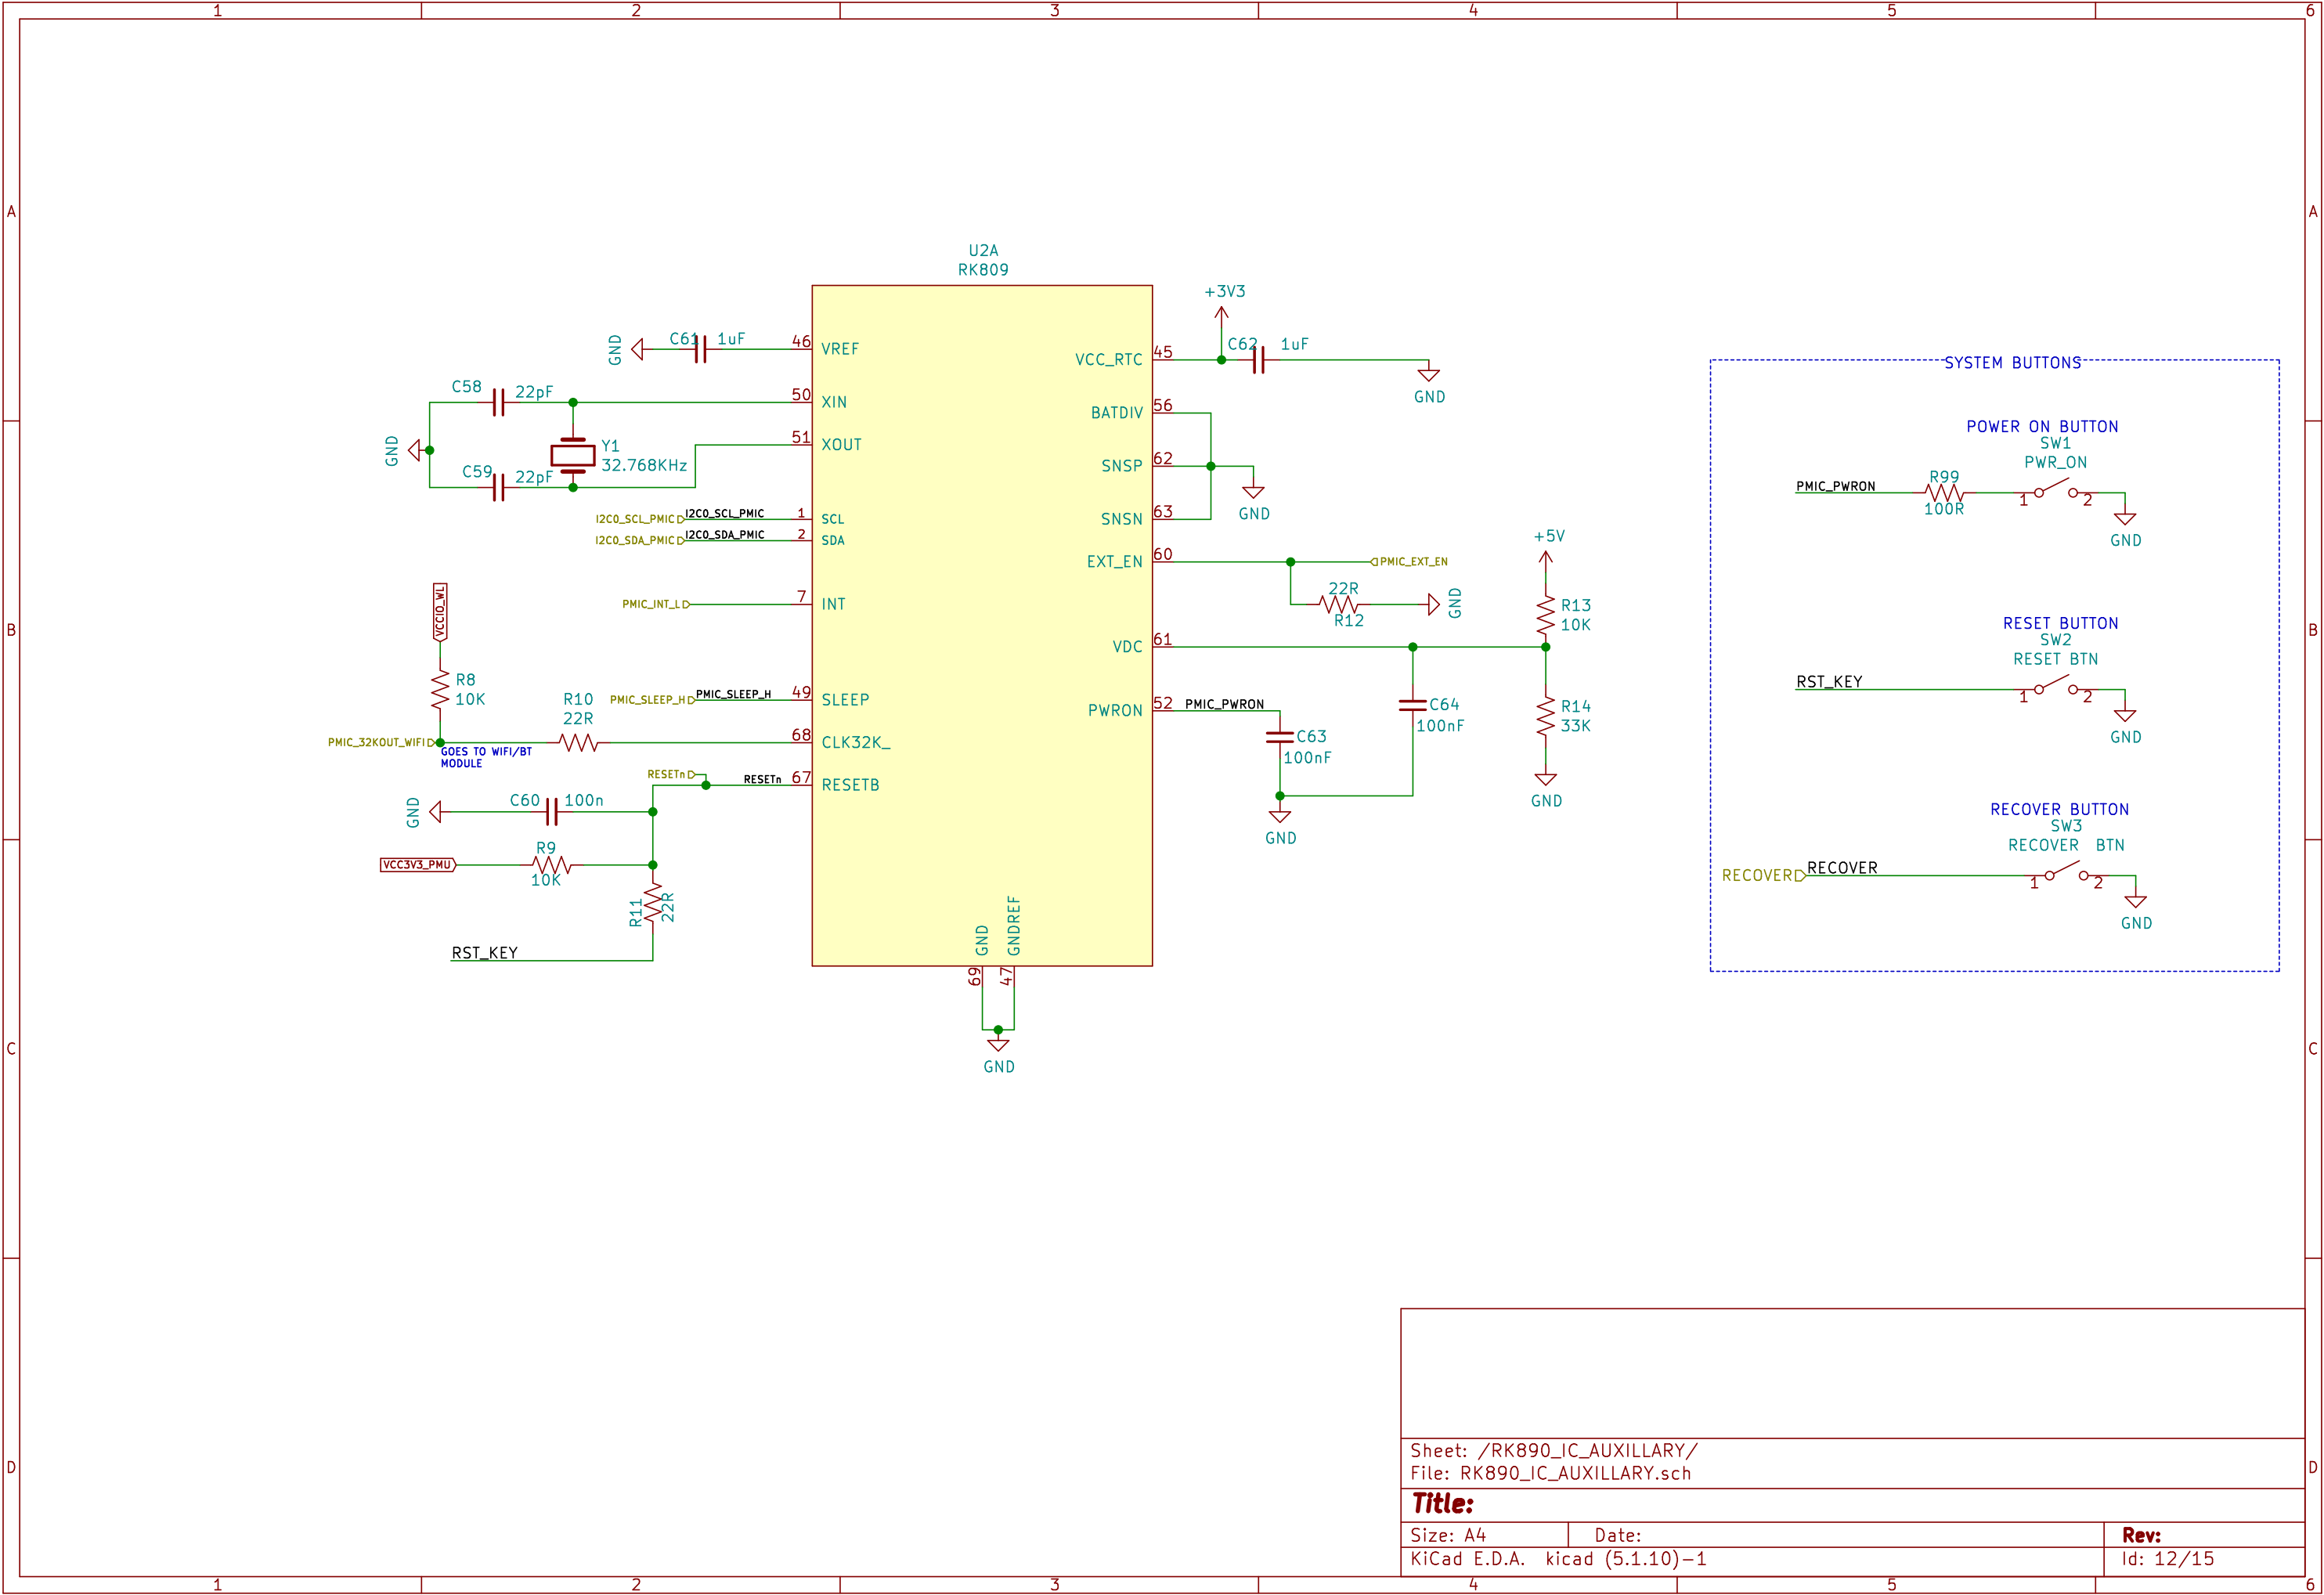 1 2 3 4 5 6
A A
B B
C C
D D
U2A
RK809
46 VREF
50 XIN
51 XOUT
1 SCL
2 SDA
7 INT
49 SLEEP
68 CLK32K_
67 RESETB
VCC_RTC 45
BATDIV 56
SNSP 62
SNSN 63
EXT_EN 60
VDC 61
PWRON 52
GND 69
GNDREF 47
GND
GND
C61 1uF
C58 22pF
GND
C59 22pF
Y1
32.768KHz
I2C0_SCL_PMIC I2C0_SCL_PMIC
I2C0_SDA_PMIC I2C0_SDA_PMIC
PMIC_INT_L
VCCIO_WL
R8
10K
R10
22R
PMIC_SLEEP_H PMIC_SLEEP_H
PMIC_32KOUT_WIFI
GOES TO WIFI/BT
MODULE
RESETn
RESETn
GND
C60 100n
VCC3V3_PMU
R9
10K
R11
22R
RST_KEY
+3V3
C62 1uF
GND
GND
PMIC_EXT_EN
22R
R12
GND
+5V
R13
10K
PMIC_PWRON
C64
100nF
R14
33K
C63
100nF
GND
GND
SYSTEM BUTTONS
POWER ON BUTTON
SW1
PWR_ON
PMIC_PWRON
R99
100R
1 2
GND
RESET BUTTON
SW2
RESET BTN
RST_KEY
1 2
GND
RECOVER BUTTON
SW3
RECOVER BTN
RECOVER RECOVER
1 2
GND
Sheet: /RK890_IC_AUXILLARY/
File: RK890_IC_AUXILLARY.sch
Title:
Size: A4 Date: Rev:
KiCad E.D.A. kicad (5.1.10)-1 Id: 12/15
1 2 3 4 5 6